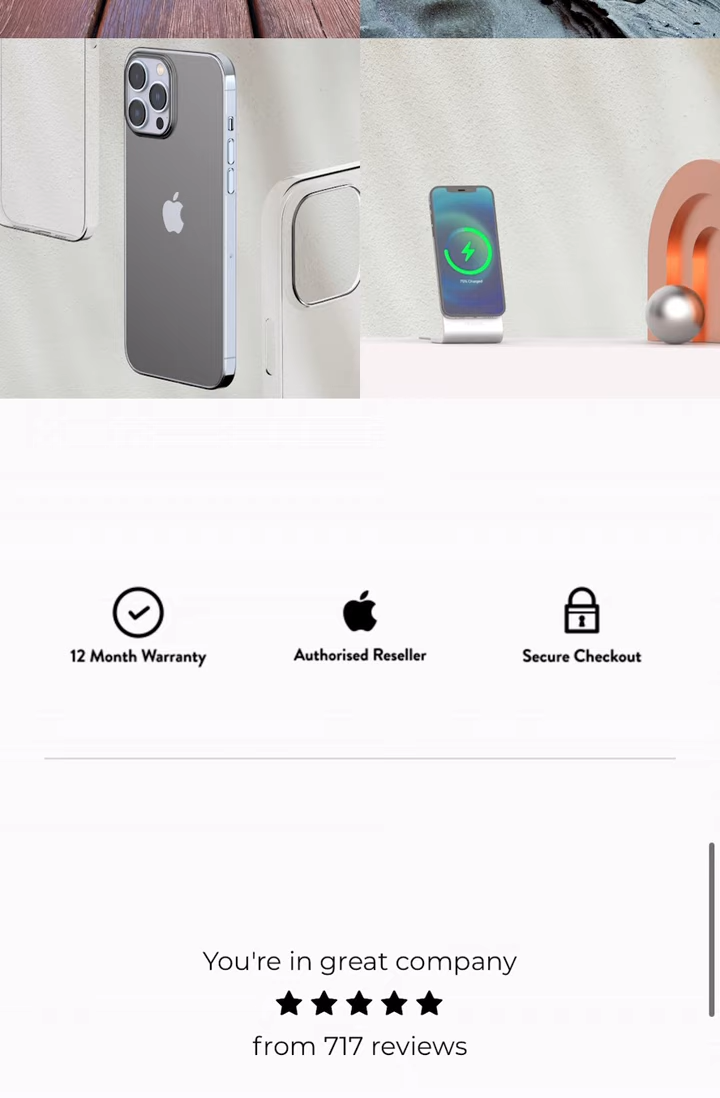 12 Month Warranty
Authorised Reseller
Secure Checkout
You're in great company
from 717 reviews